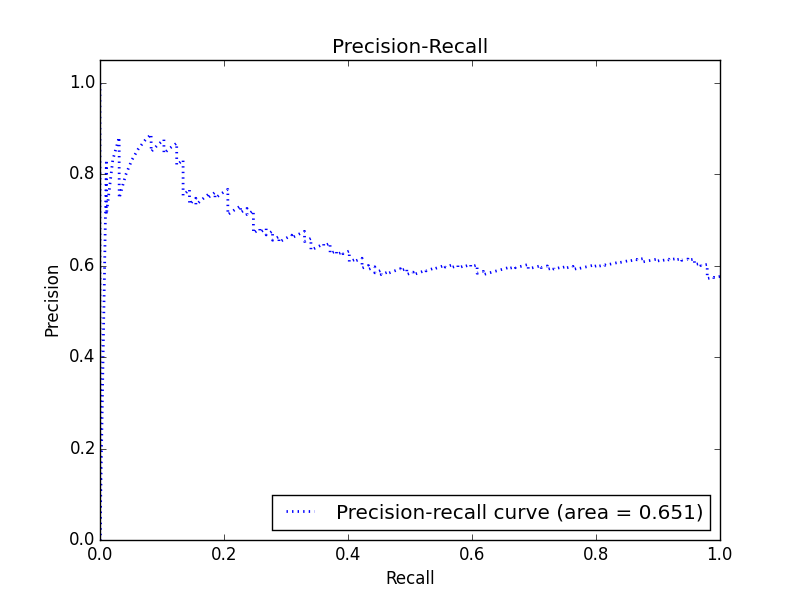 Precision-Recall
1.0
0.8
0.6
0.4
0.2
0.0
Precision
Precision-recall curve (area = 0.651)
0.0 0.2 0.4 0.6 0.8 1.0
Recall